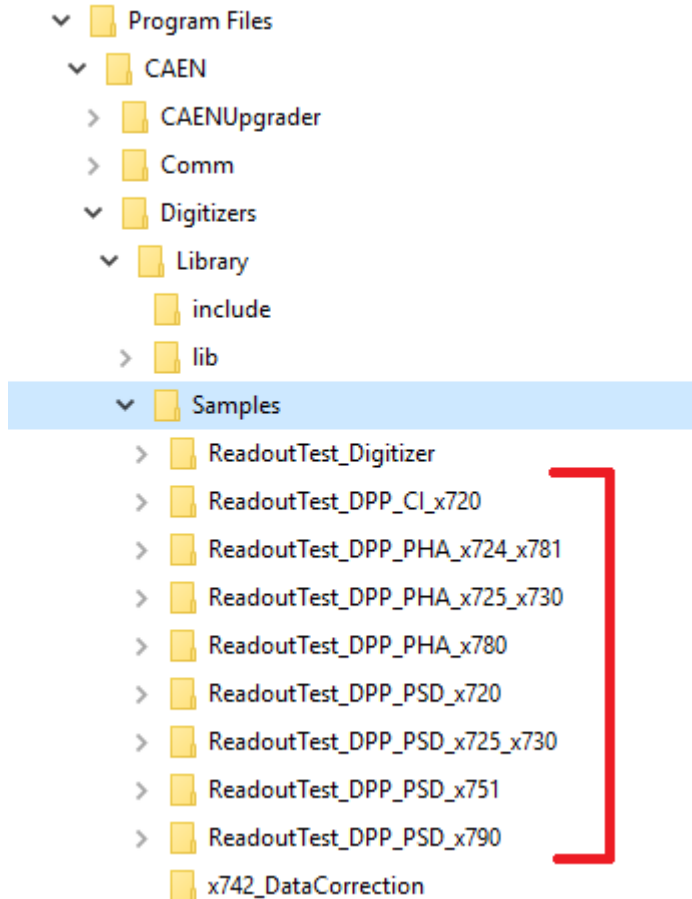 Program Files
CAEN
CAENUpgrader
Comm
Digitizers
Library
include
lib
Samples
ReadoutTest_Digitizer
ReadoutTest_DPP_CI_x720
ReadoutTest_DPP_PHA_x724_x781
ReadoutTest_DPP_PHA_x725_x730
ReadoutTest_DPP_PHA_x780
ReadoutTest_DPP_PSD_x720
ReadoutTest_DPP_PSD_x725_x730
ReadoutTest_DPP_PSD_x751
ReadoutTest_DPP_PSD_x790
x742_DataCorrection